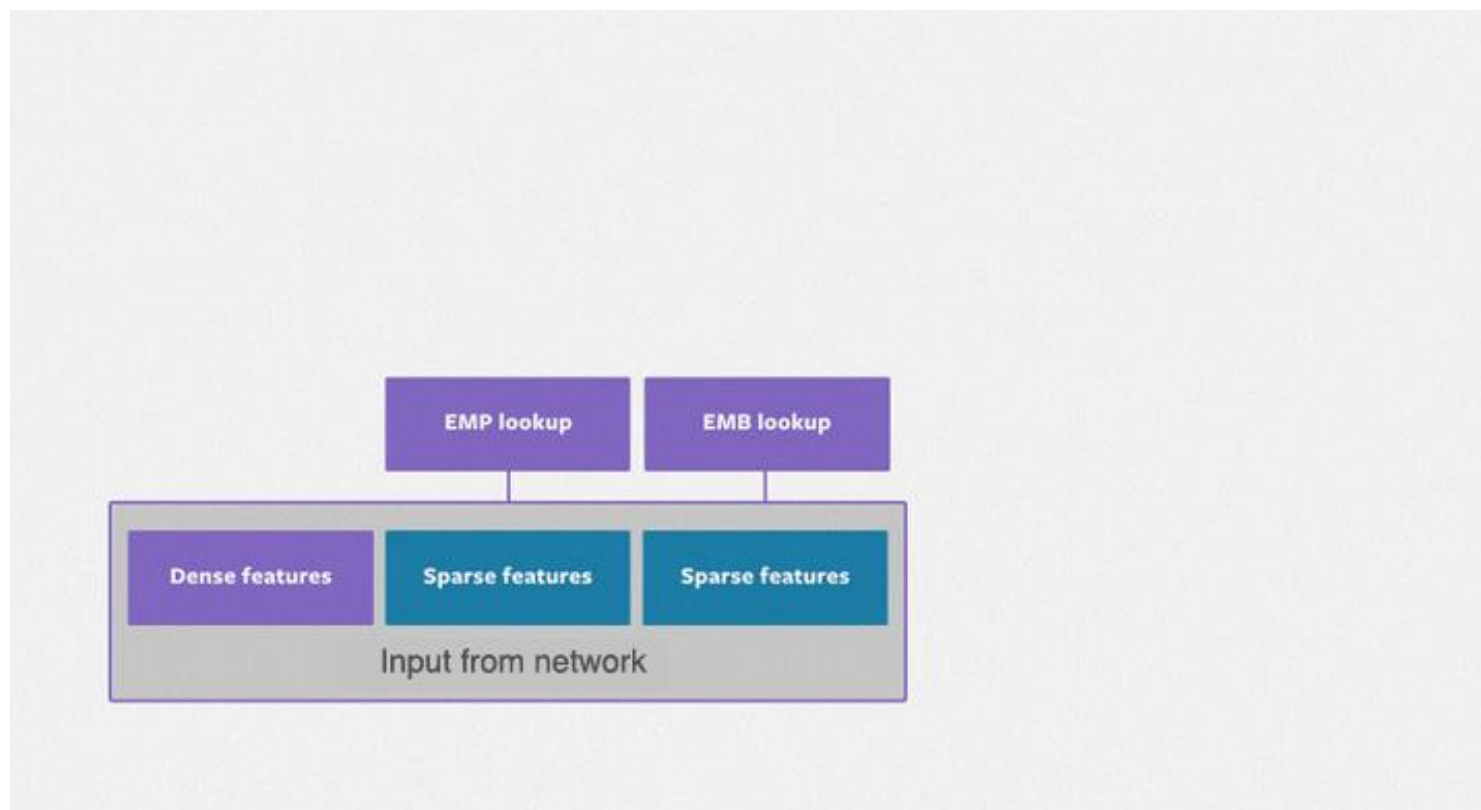 EMP lookup
EMB lookup
Dense features
Sparse features
Sparse features
Input from network